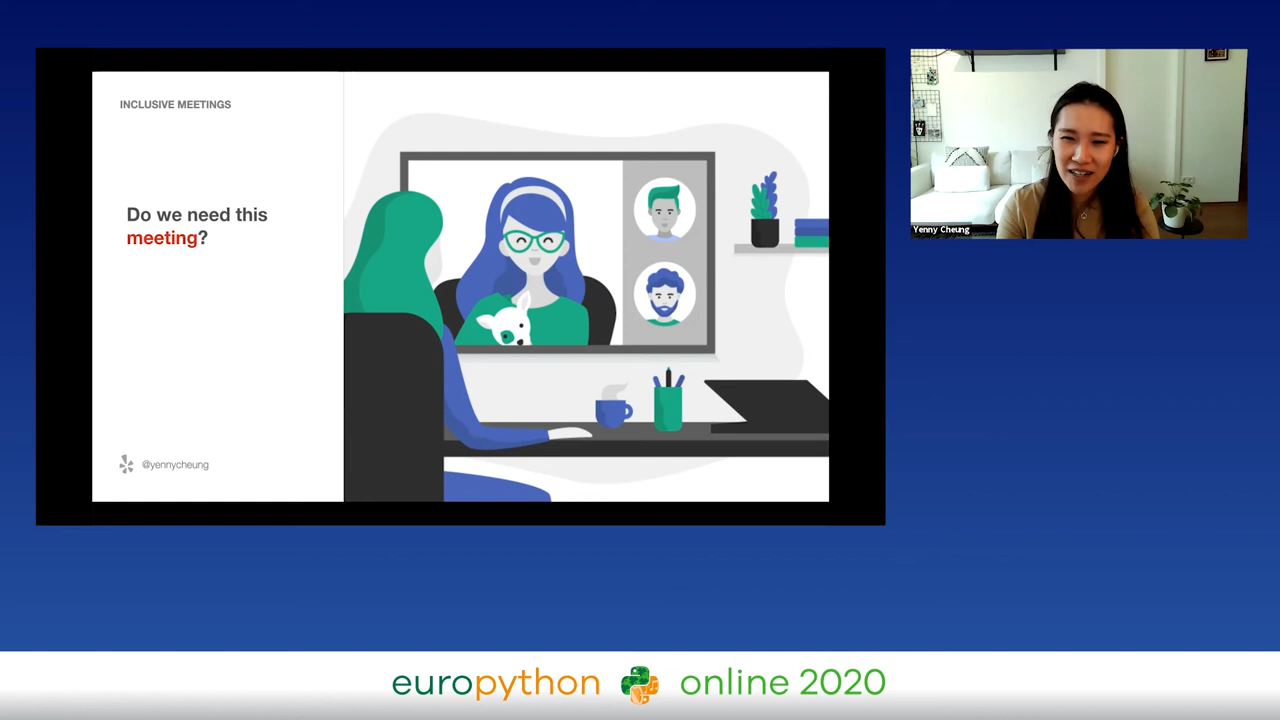 INCLUSIVE MEETINGS
Do we need this
meeting?
@yennycheung
Yenny Cheung
europython online 2020